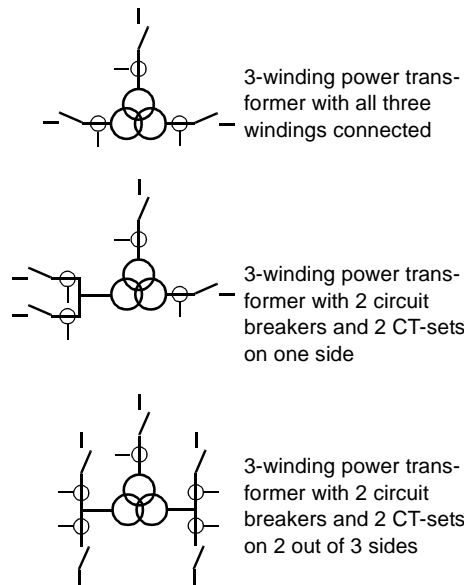 3-winding power trans-
former with all three
windings connected
3-winding power trans-
former with 2 circuit
breakers and 2 CT-sets
on one side
3-winding power trans-
former with 2 circuit
breakers and 2 CT-sets
on 2 out of 3 sides